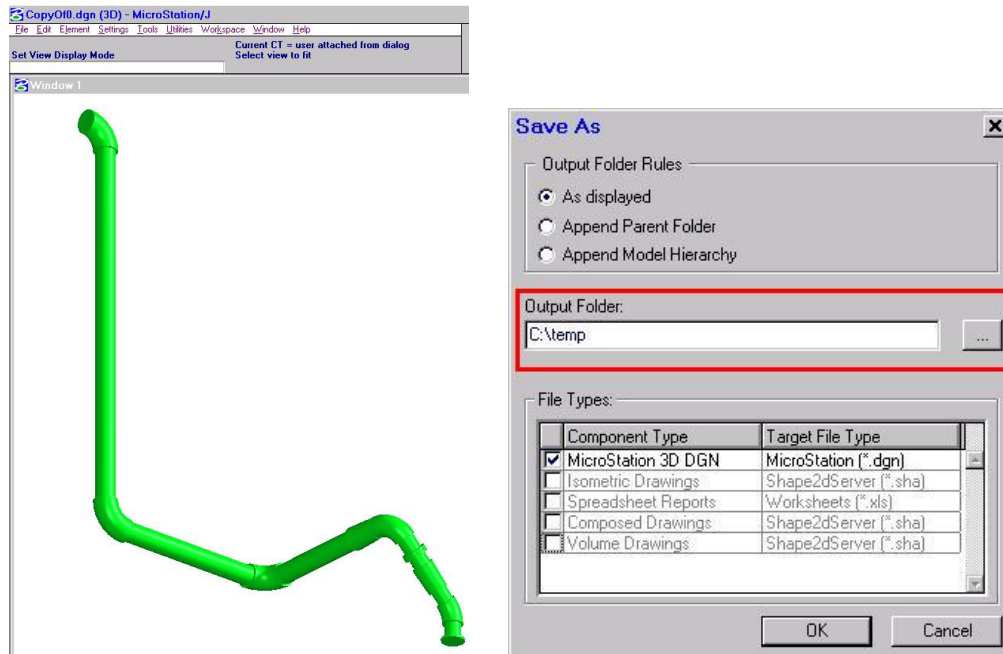 CopyOf0.dgn (3D) - MicroStation/J
File Edit Element Settings Tools Utilities Workspace Window Help
Set View Display Mode
Current CT = user attached from dialog
Select view to fit
Window 1
Save As
Output Folder Rules
As displayed
Append Parent Folder
Append Model Hierarchy
Output Folder:
C:\temp
...
File Types:
Component Type Target File Type
MicroStation 3D DGN MicroStation (*.dgn)
Isometric Drawings Shape2dServer (*.sha)
Spreadsheet Reports Worksheets (*.xls)
Composed Drawings Shape2dServer (*.sha)
Volume Drawings Shape2dServer (*.sha)
OK Cancel